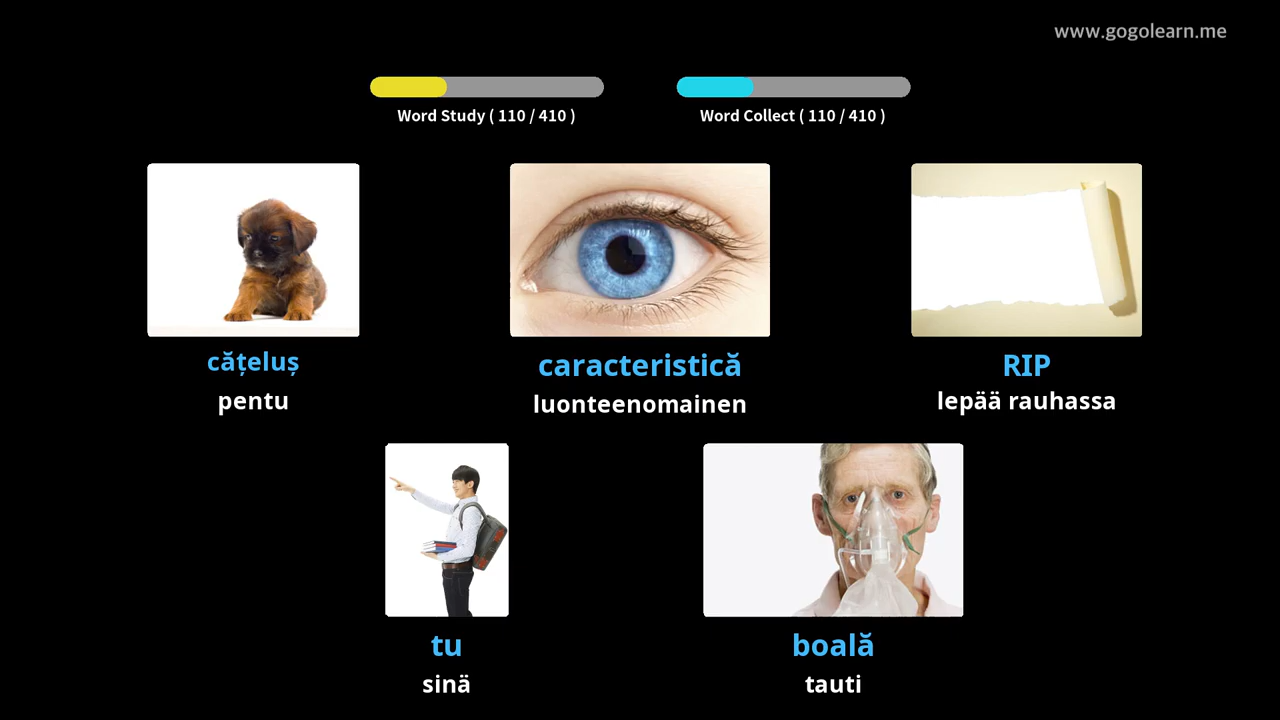 www.gogolearn.me
Word Study ( 110 / 410 )
Word Collect ( 110 / 410 )
cățeluș
pentu
caracteristică
luonteenomainen
RIP
lepää rauhassa
tu
sinä
boală
tauti